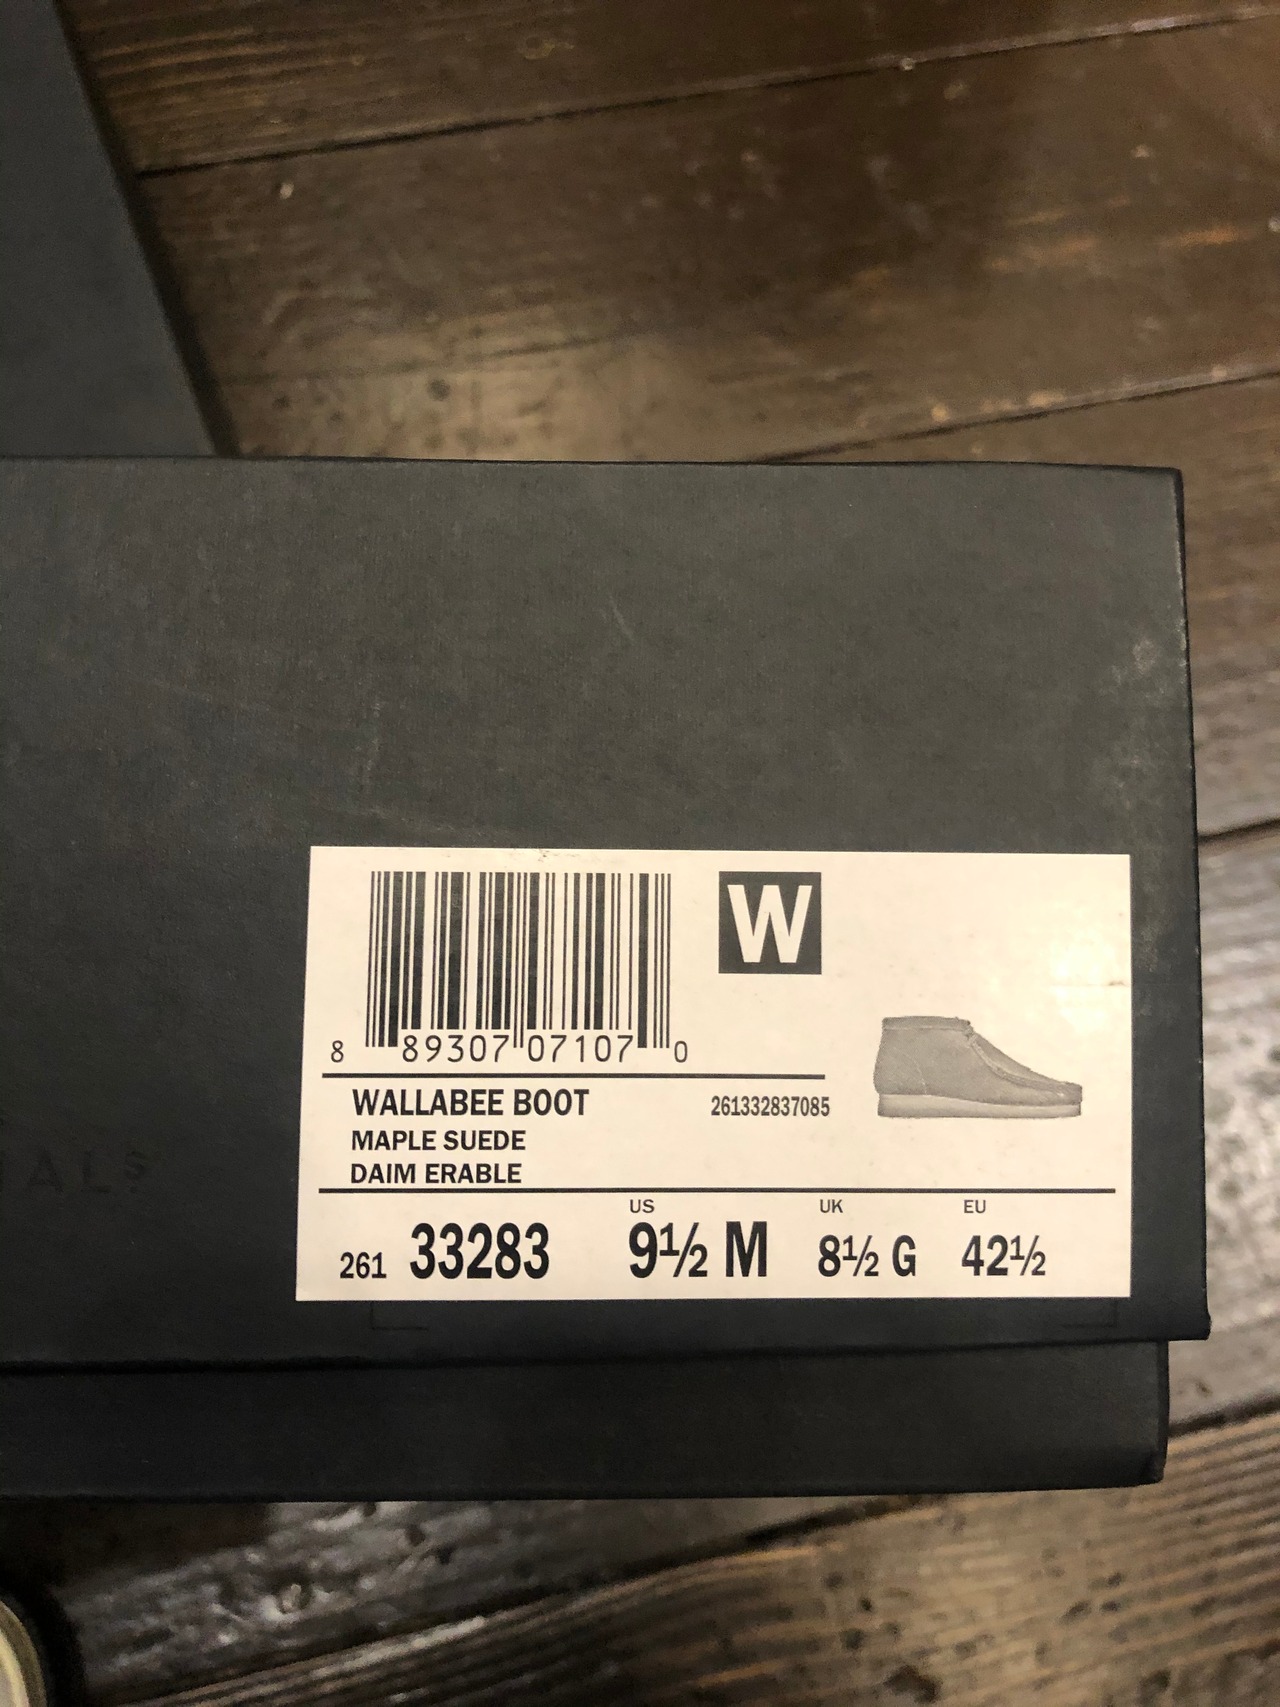 W
8 89307 07107 0
WALLABEE BOOT 261332837085
MAPLE SUEDE
DAIM ERABLE
US UK EU
261 33283 9½ M 8½ G 42½